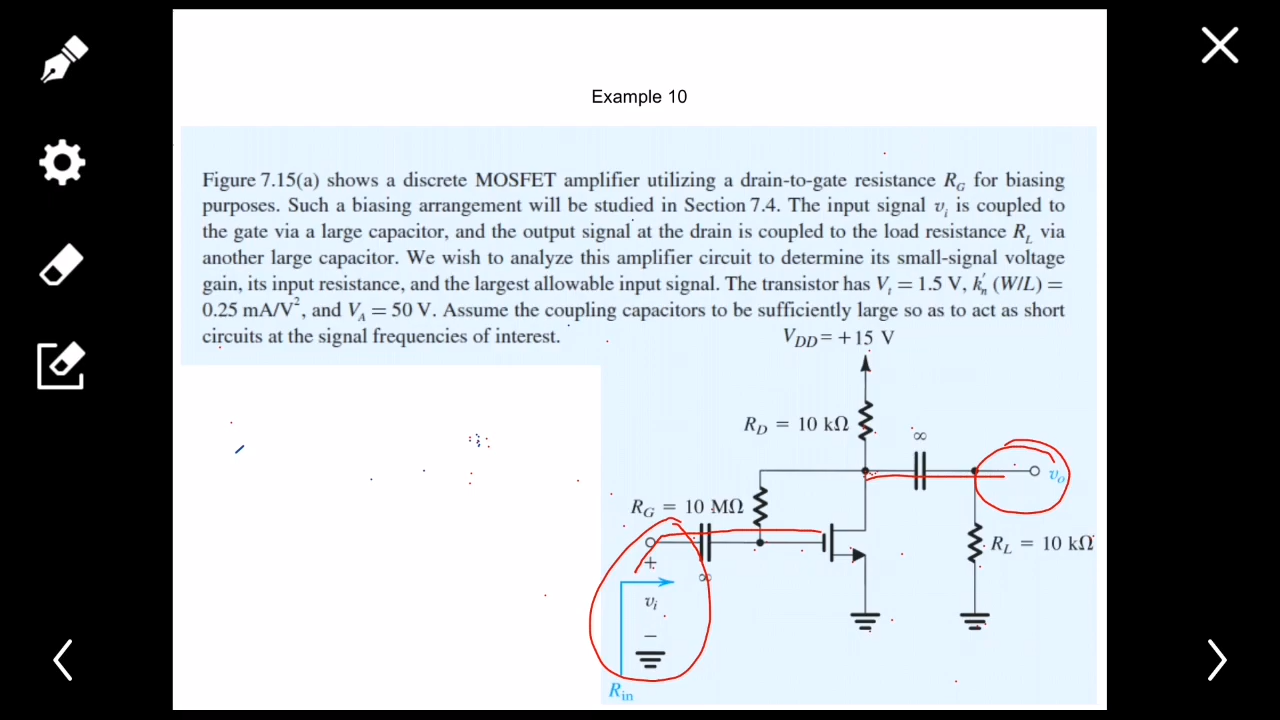 Example 10
Figure 7.15(a) shows a discrete MOSFET amplifier utilizing a drain-to-gate resistance R_G for biasing
purposes. Such a biasing arrangement will be studied in Section 7.4. The input signal v_i is coupled to
the gate via a large capacitor, and the output signal at the drain is coupled to the load resistance R_L via
another large capacitor. We wish to analyze this amplifier circuit to determine its small-signal voltage
gain, its input resistance, and the largest allowable input signal. The transistor has V_t = 1.5 V, k'_n (W/L) =
0.25 mA/V², and V_A = 50 V. Assume the coupling capacitors to be sufficiently large so as to act as short
circuits at the signal frequencies of interest.
V_DD = +15 V
R_D = 10 kΩ
∞
v_o
R_G = 10 MΩ
R_L = 10 kΩ
+
∞
v_i
−
R_in